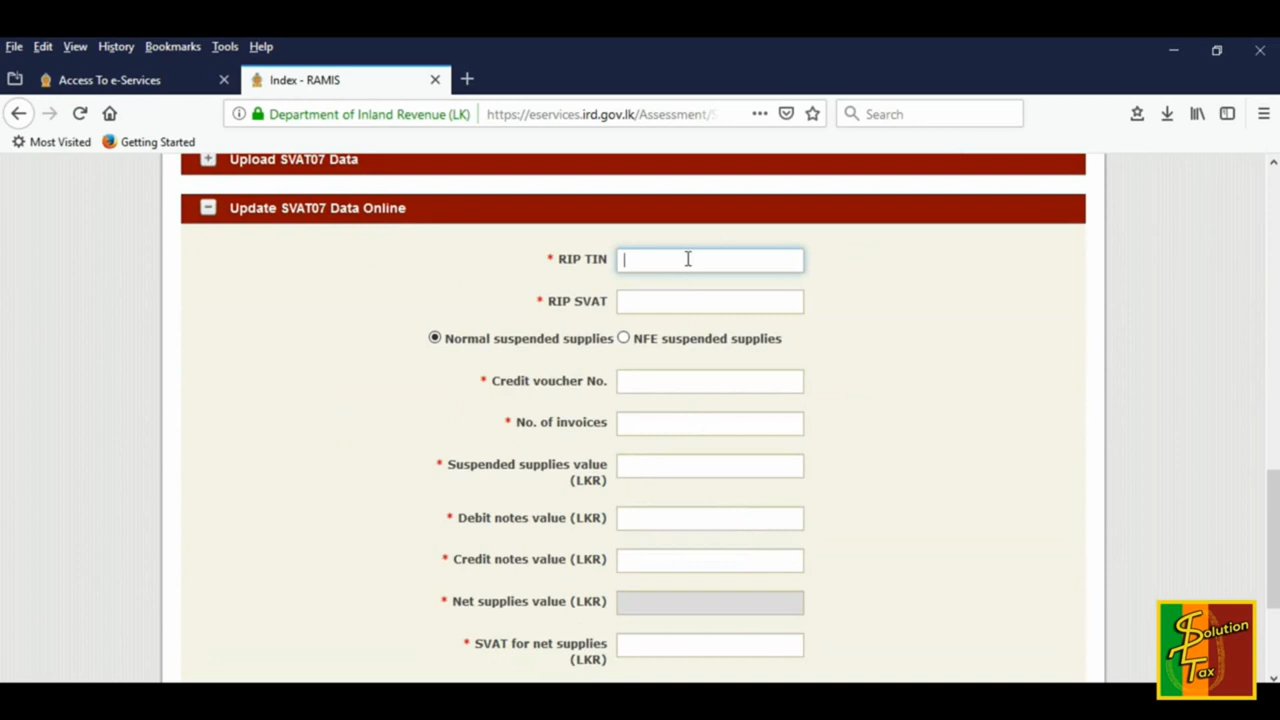 File Edit View History Bookmarks Tools Help
Access To e-Services
Index - RAMIS
Department of Inland Revenue (LK) https://eservices.ird.gov.lk/Assessment/
Search
Most Visited Getting Started
Upload SVAT07 Data
Update SVAT07 Data Online
* RIP TIN
* RIP SVAT
Normal suspended supplies NFE suspended supplies
* Credit voucher No.
* No. of invoices
* Suspended supplies value
(LKR)
* Debit notes value (LKR)
* Credit notes value (LKR)
* Net supplies value (LKR)
* SVAT for net supplies
(LKR)
Solution
Tax